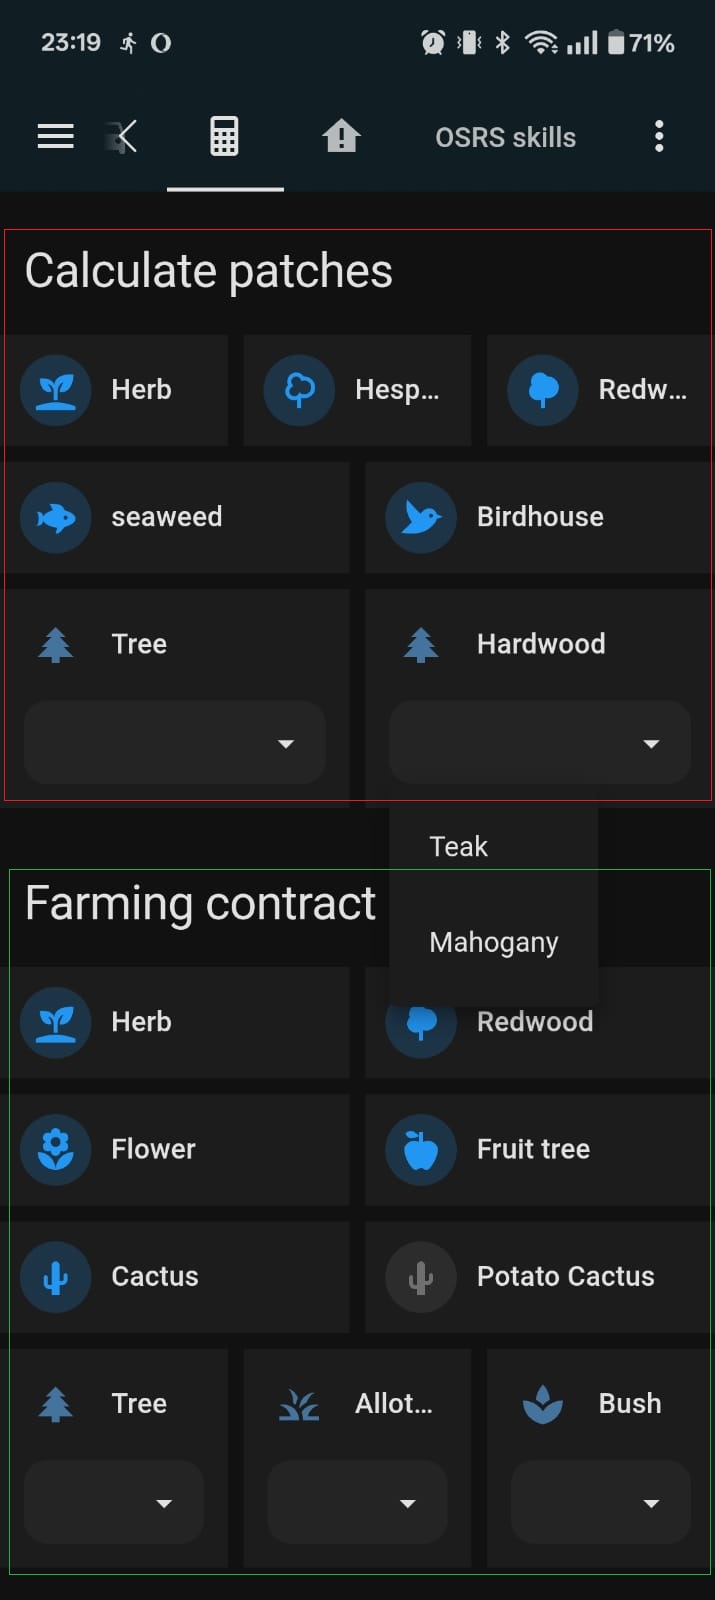 23:19 71%
OSRS skills
Calculate patches
Herb Hesp... Redw...
seaweed Birdhouse
Tree Hardwood
Teak
Farming contract
Mahogany
Herb Redwood
Flower Fruit tree
Cactus Potato Cactus
Tree Allot... Bush